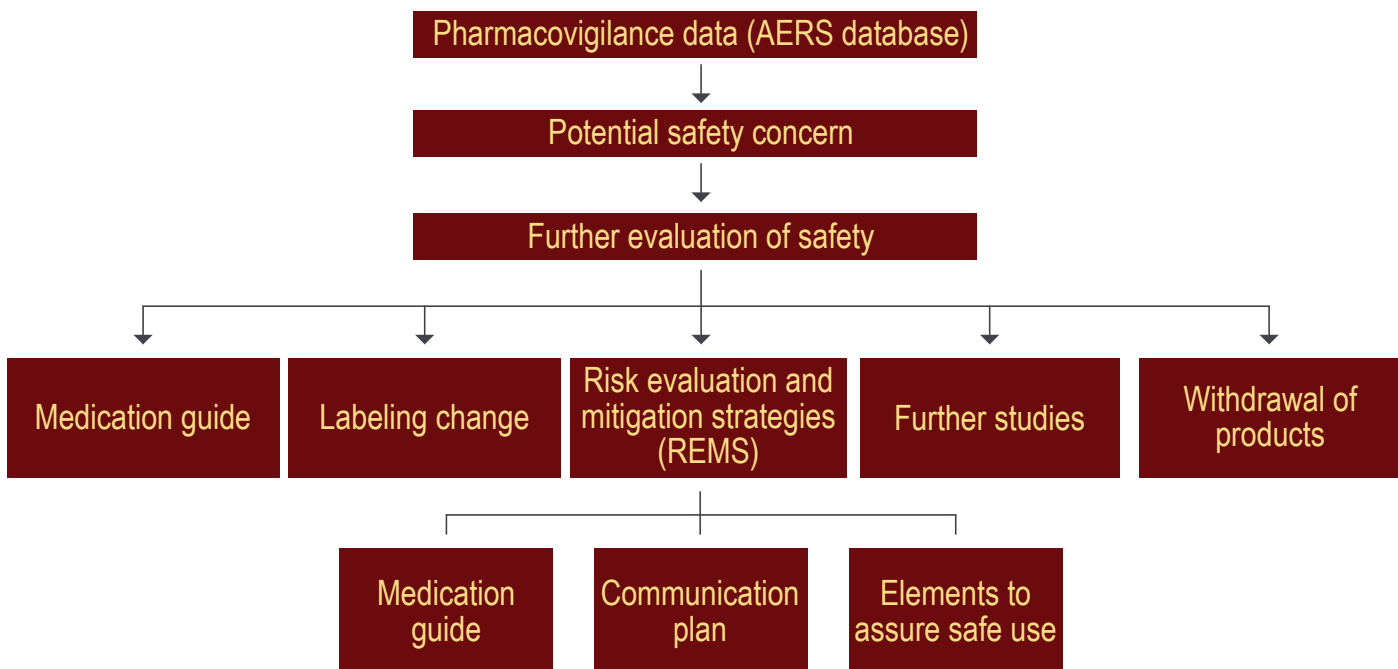 Pharmacovigilance data (AERS database)
Potential safety concern
Further evaluation of safety
Medication guide
Labeling change
Risk evaluation and
mitigation strategies
(REMS)
Further studies
Withdrawal of
products
Medication
guide
Communication
plan
Elements to
assure safe use